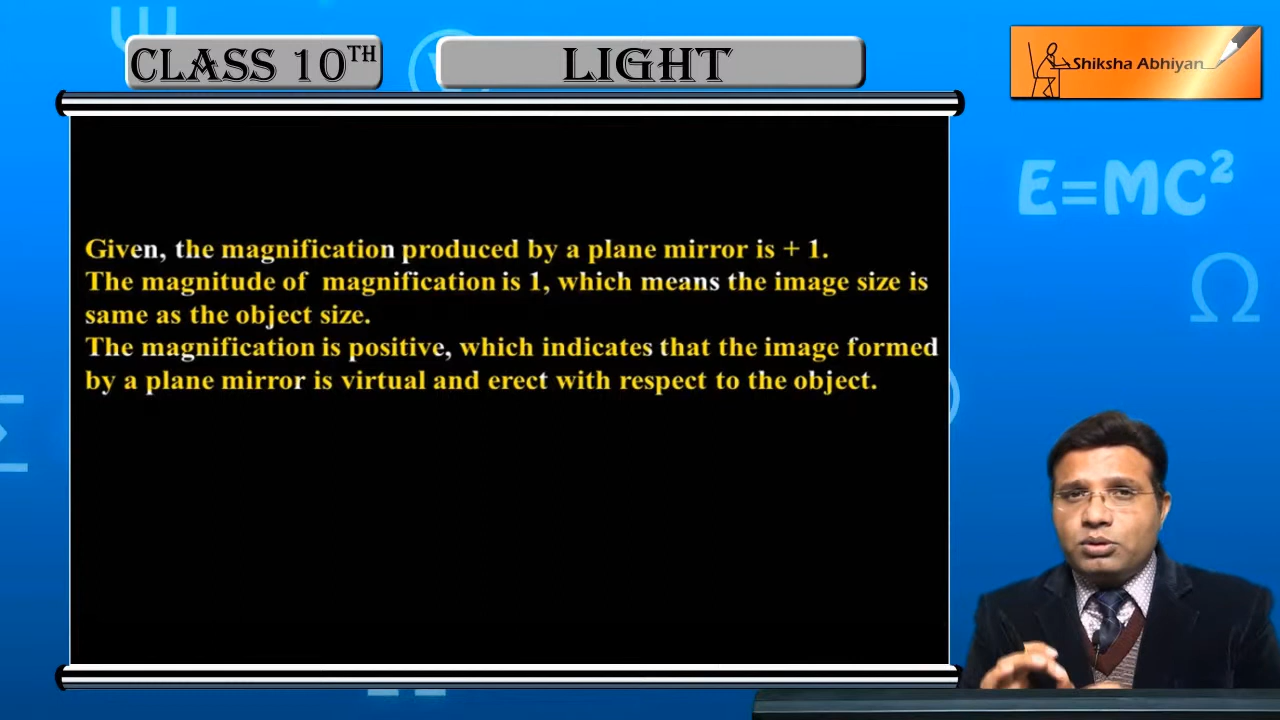 CLASS 10TH
LIGHT
Shiksha Abhiyan
E=MC²
Given, the magnification produced by a plane mirror is + 1.
The magnitude of magnification is 1, which means the image size is
same as the object size.
The magnification is positive, which indicates that the image formed
by a plane mirror is virtual and erect with respect to the object.
Ω
Σ